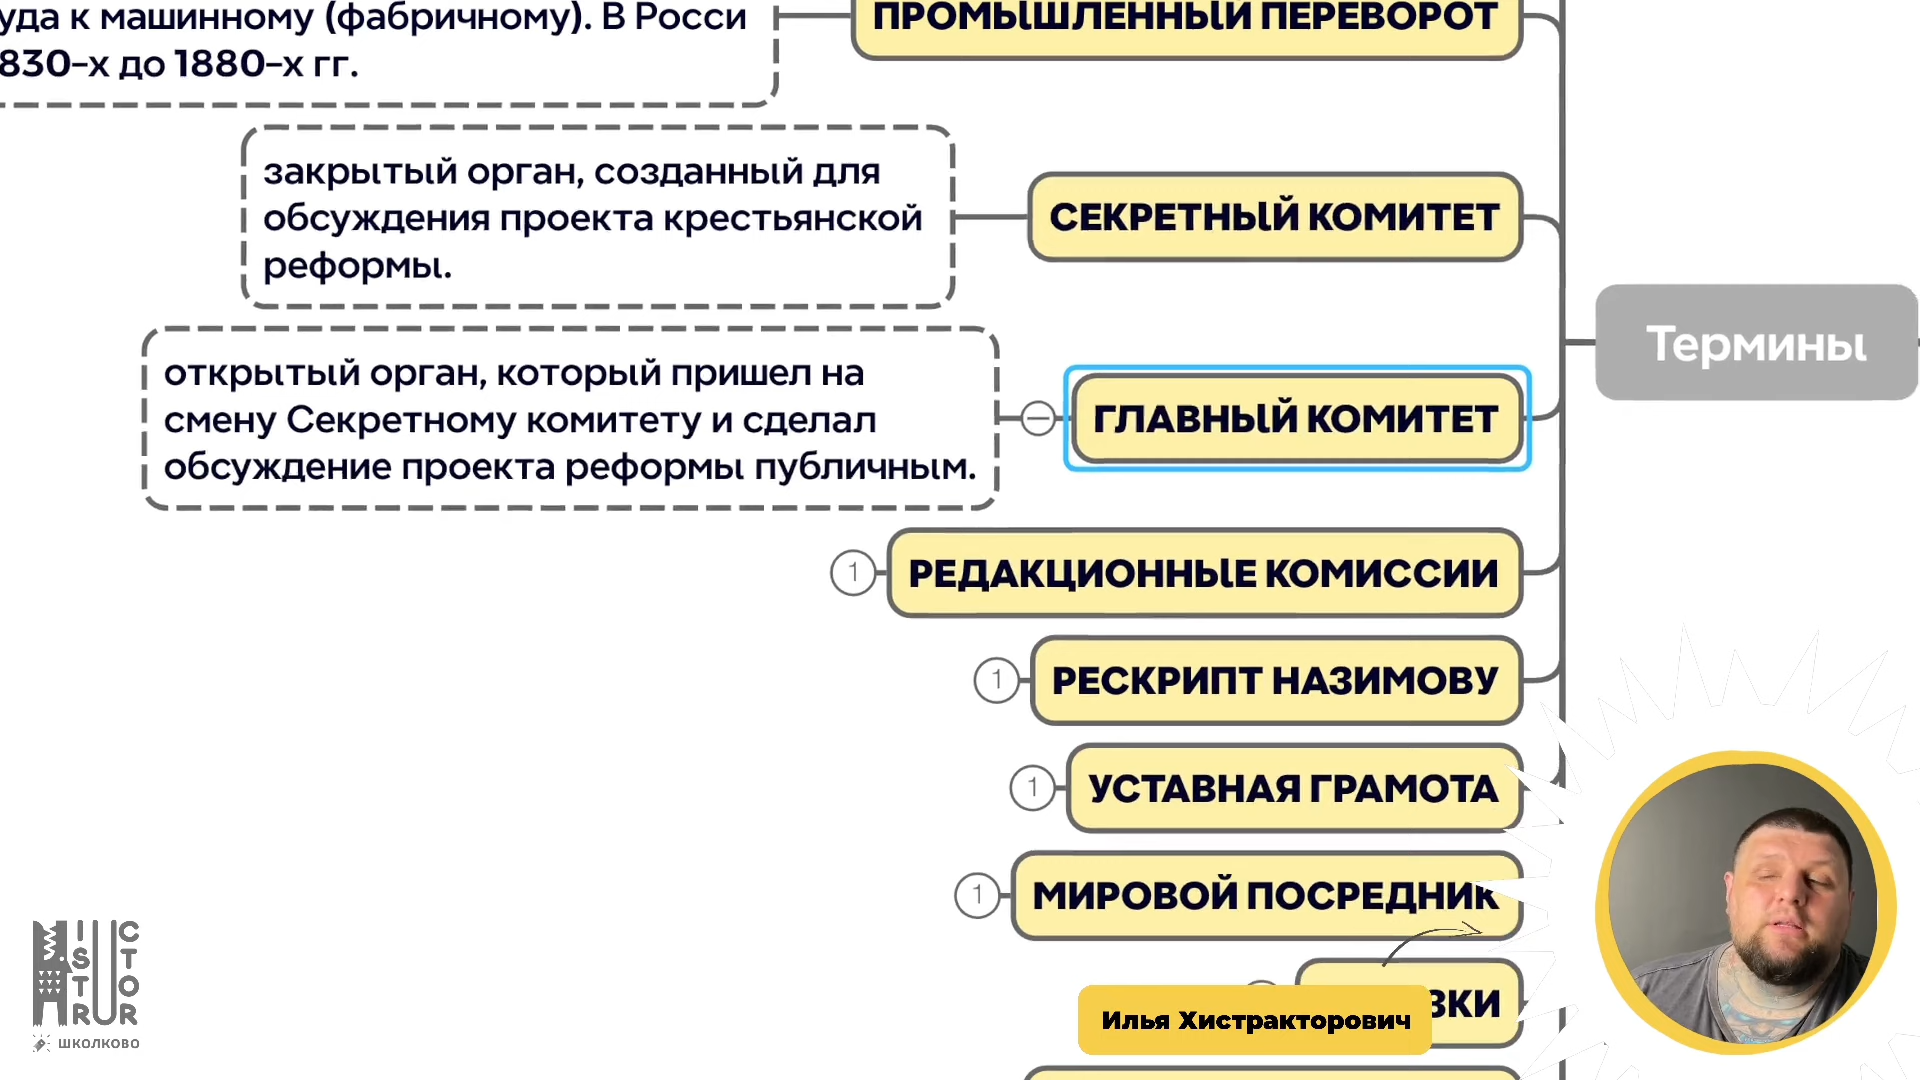 уда к машинному (фабричному). В Росси
830-х до 1880-х гг.
ПРОМЫШЛЕННЫЙ ПЕРЕВОРОТ
закрытый орган, созданный для
обсуждения проекта крестьянской
реформы.
СЕКРЕТНЫЙ КОМИТЕТ
открытый орган, который пришел на
смену Секретному комитету и сделал
обсуждение проекта реформы публичным.
ГЛАВНЫЙ КОМИТЕТ
Термины
1 РЕДАКЦИОННЫЕ КОМИССИИ
1 РЕСКРИПТ НАЗИМОВУ
1 УСТАВНАЯ ГРАМОТА
1 МИРОВОЙ ПОСРЕДНИК
ЗКИ
Илья Хистракторович
HISTRUCTOR
ШКОЛКОВО